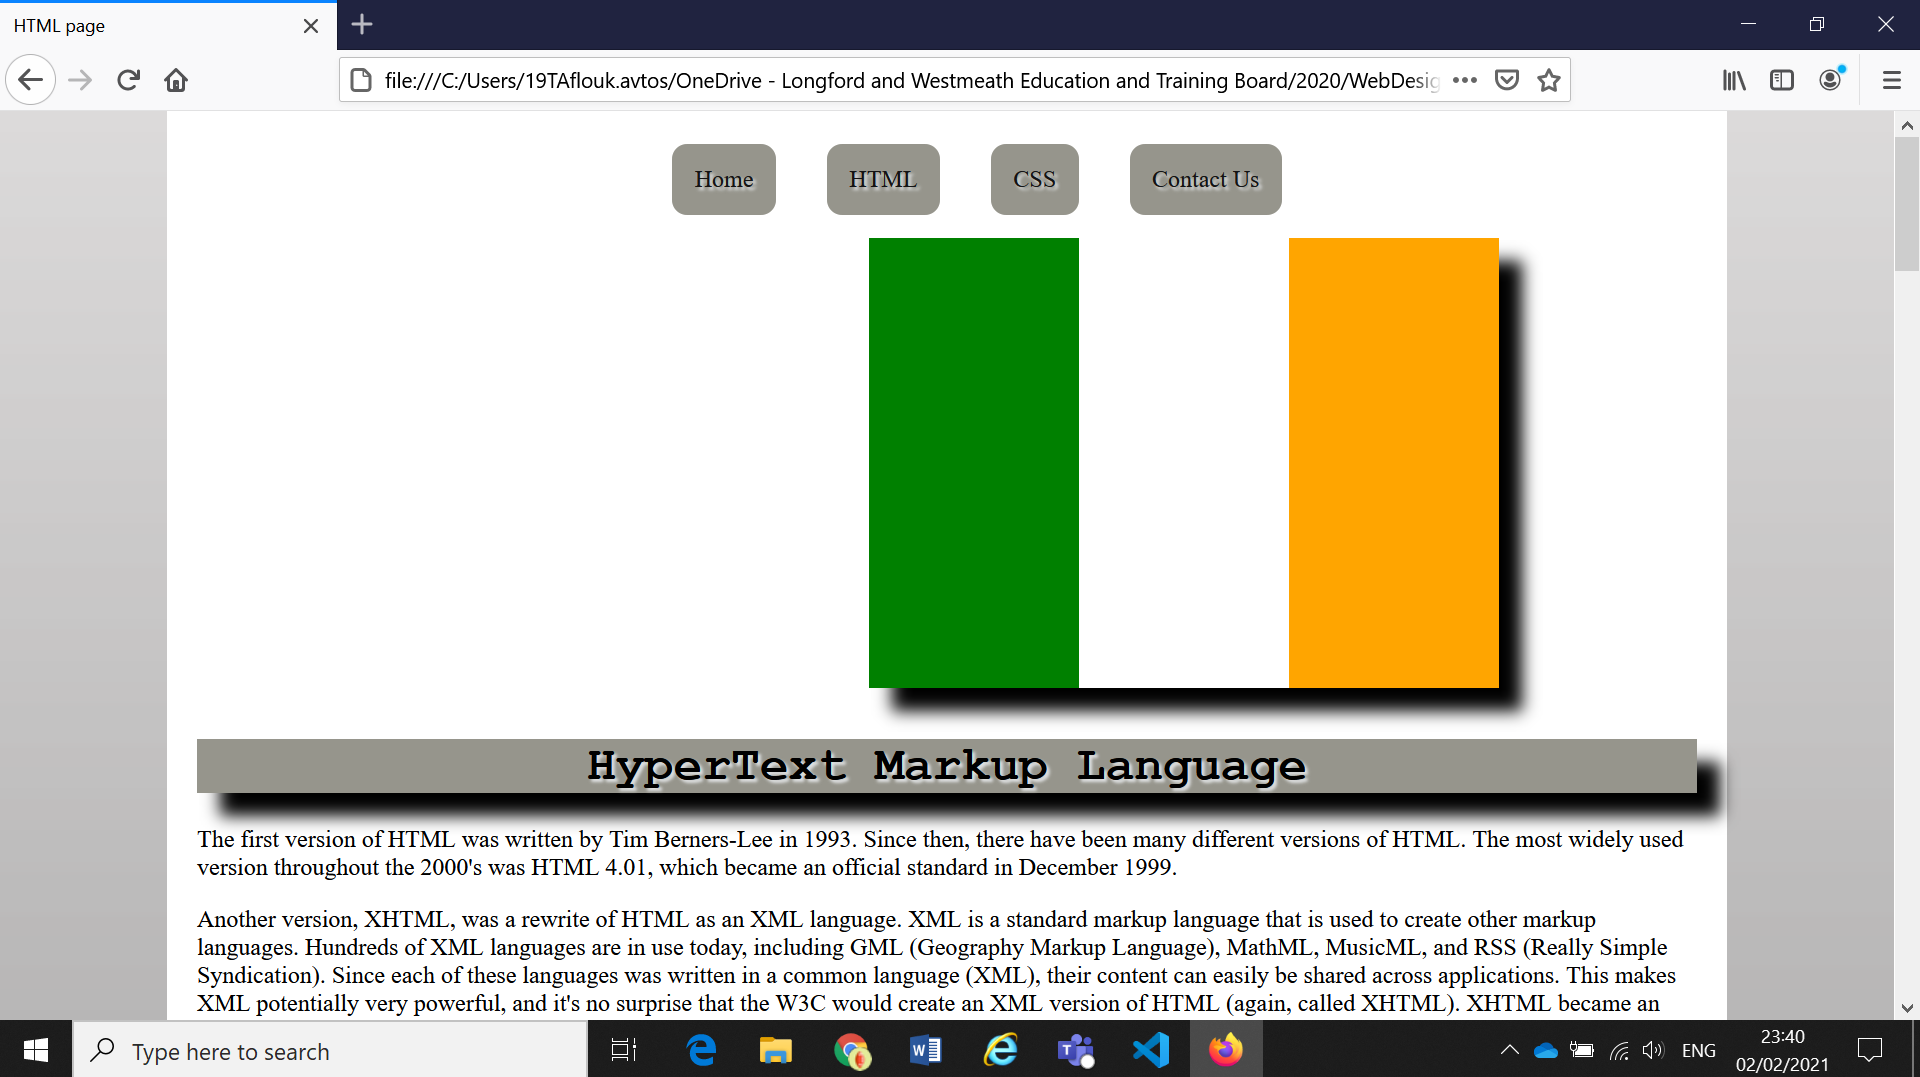 HTML page
file:///C:/Users/19TAflouk.avtos/OneDrive - Longford and Westmeath Education and Training Board/2020/WebDesig
Home HTML CSS Contact Us
HyperText Markup Language
The first version of HTML was written by Tim Berners-Lee in 1993. Since then, there have been many different versions of HTML. The most widely used
version throughout the 2000's was HTML 4.01, which became an official standard in December 1999.
Another version, XHTML, was a rewrite of HTML as an XML language. XML is a standard markup language that is used to create other markup
languages. Hundreds of XML languages are in use today, including GML (Geography Markup Language), MathML, MusicML, and RSS (Really Simple
Syndication). Since each of these languages was written in a common language (XML), their content can easily be shared across applications. This makes
XML potentially very powerful, and it's no surprise that the W3C would create an XML version of HTML (again, called XHTML). XHTML became an
Type here to search
ENG
23:40
02/02/2021